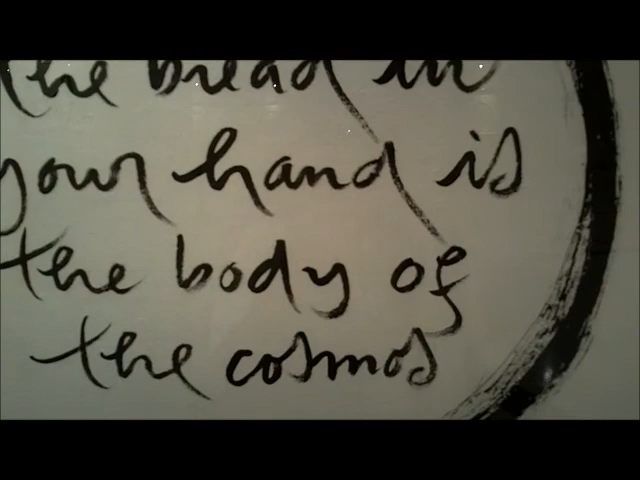 the bread in
your hand is
the body of
the cosmos